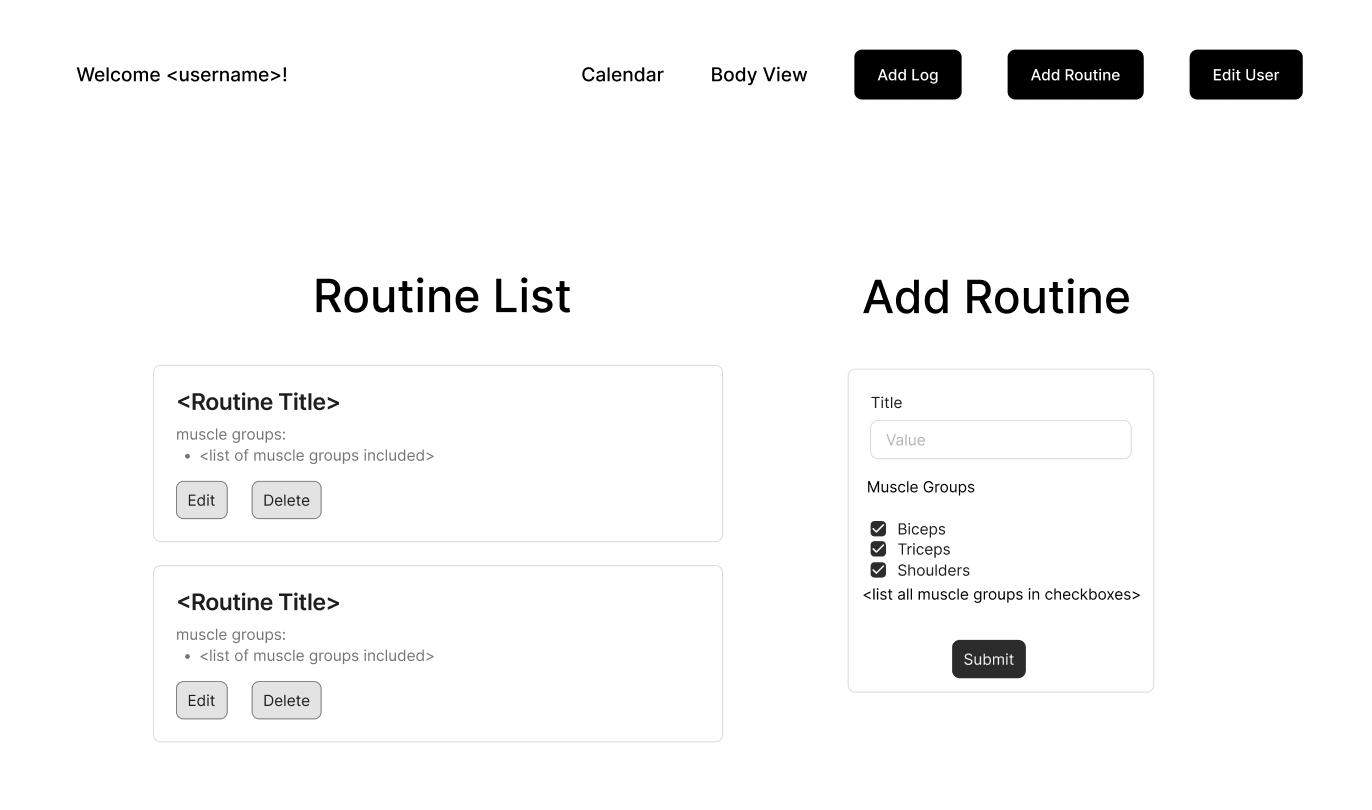 Welcome <username>!
Calendar
Body View
Add Log
Add Routine
Edit User
Routine List
<Routine Title>
muscle groups:
• <list of muscle groups included>
Edit
Delete
<Routine Title>
muscle groups:
• <list of muscle groups included>
Edit
Delete
Add Routine
Title
Value
Muscle Groups
Biceps
Triceps
Shoulders
<list all muscle groups in checkboxes>
Submit